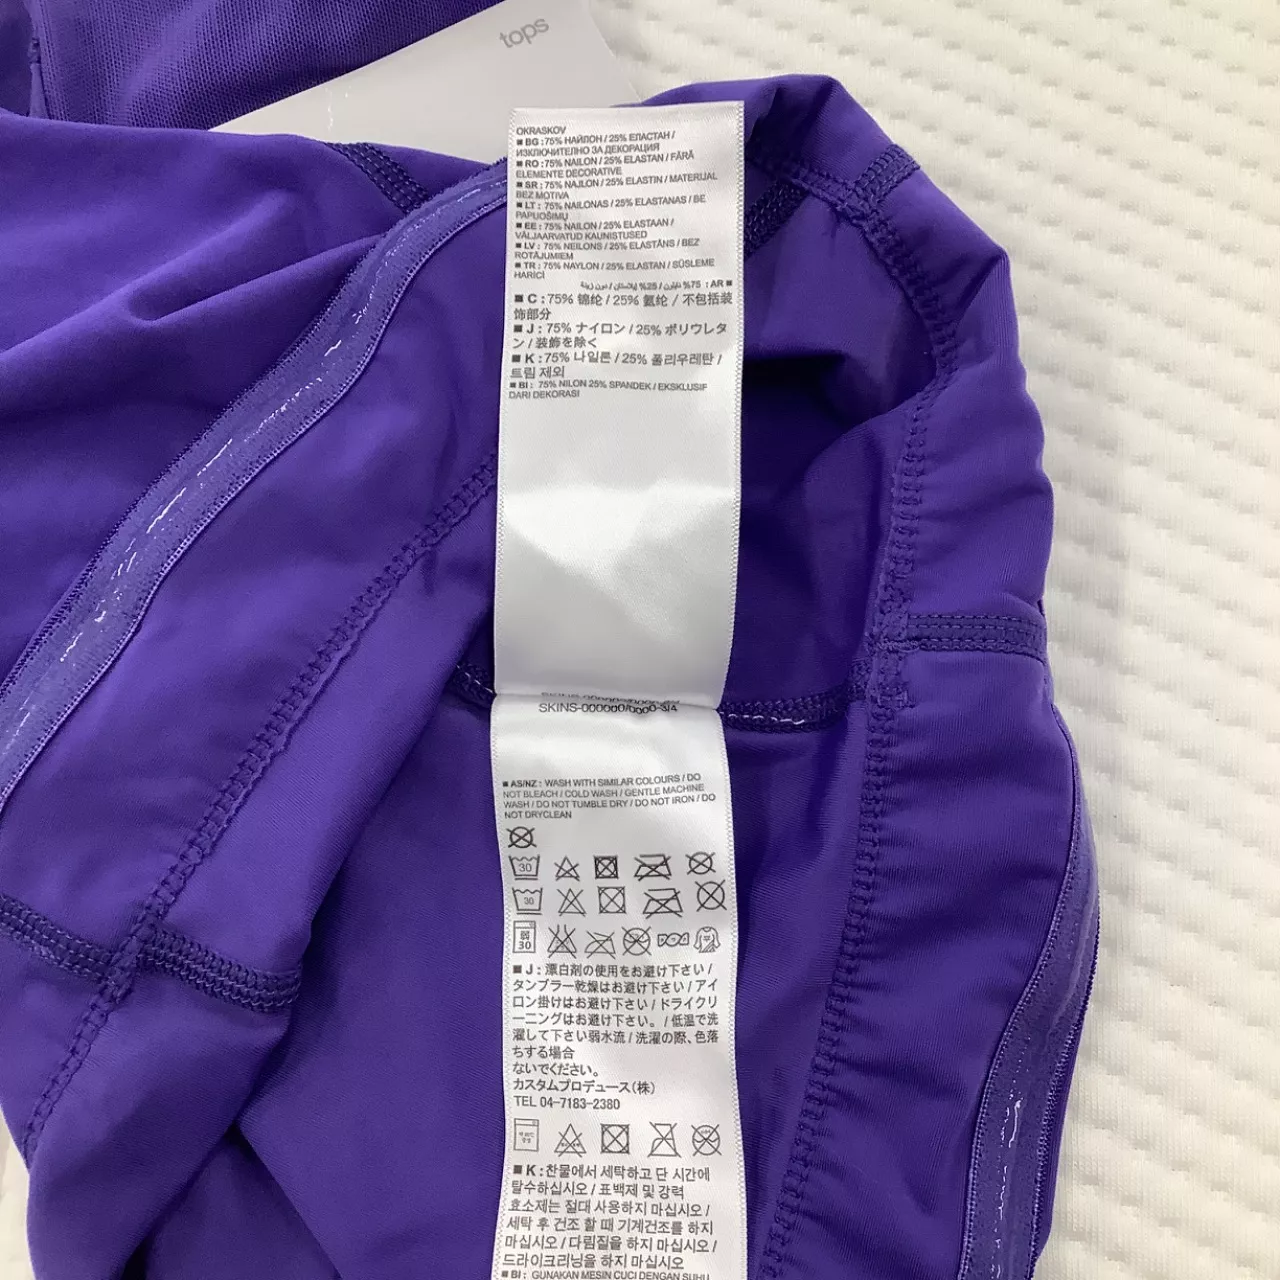 tops
OKRASKOV
■ BG : 75% НАЙЛОН / 25% ЕЛАСТАН /
ИЗКЛЮЧИТЕЛНО ЗА ДЕКОРАЦИЯ
■ RO : 75% NAILON / 25% ELASTAN / FĂRĂ
ELEMENTE DECORATIVE
■ SR : 75% NAJLON / 25% ELASTIN / MATERIJAL
BEZ MOTIVA
■ LT : 75% NAILONAS / 25% ELASTANAS / BE
PAPUOŠIMŲ
■ EE : 75% NAILON / 25% ELASTAAN /
VÄLJAARVATUD KAUNISTUSED
■ LV : 75% NEILONS / 25% ELASTĀNS / BEZ
ROTĀJUMIEM
■ TR : 75% NAYLON / 25% ELASTAN / SÜSLEME
HARİCİ
■ C : 75% 锦纶 / 25% 氨纶 / 不包括装
饰部分
■ J : 75% ナイロン / 25% ポリウレタ
ン / 装飾を除く
■ K : 75% 나일론 / 25% 폴리우레탄 /
트림 제외
■ BI : 75% NILON 25% SPANDEK / EKSKLUSIF
DARI DEKORASI
SKINS-000000/0000-3/4
■ AS/NZ : WASH WITH SIMILAR COLOURS / DO
NOT BLEACH / COLD WASH / GENTLE MACHINE
WASH / DO NOT TUMBLE DRY / DO NOT IRON / DO
NOT DRYCLEAN
30
30
弱
30
■ J : 漂白剤の使用をお避け下さい /
タンブラー乾燥はお避け下さい / アイ
ロン掛けはお避け下さい / ドライクリ
ーニングはお避け下さい。 / 低温で洗
濯して下さい弱水流 / 洗濯の際、色落
ちする場合
ないでください。
カスタムプロデュース（株）
TEL 04-7183-2380
■ K : 찬물에서 세탁하고 단 시간에
탈수하십시오 / 표백제 및 강력
효소제는 절대 사용하지 마십시오 /
세탁 후 건조 할 때 기계건조를 하지
마십시오 / 다림질을 하지 마십시오 /
드라이크리닝을 하지 마십시오
■ BI : GUNAKAN MESIN CUCI DENGAN SUHU